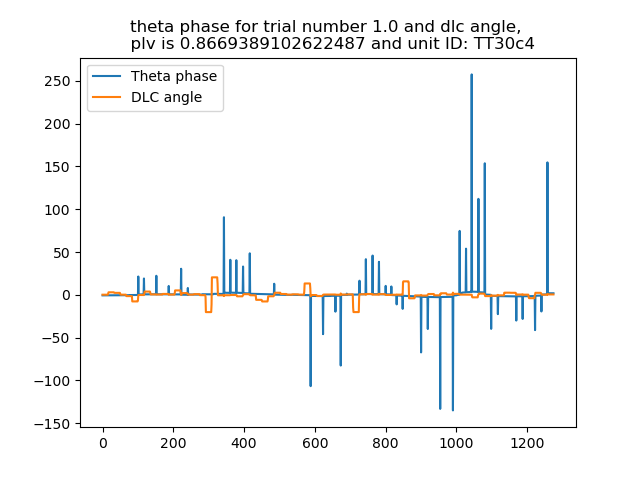 theta phase for trial number 1.0 and dlc angle,
plv is 0.8669389102622487 and unit ID: TT30c4
Theta phase
DLC angle
250
200
150
100
50
0
−50
−100
−150
0 200 400 600 800 1000 1200